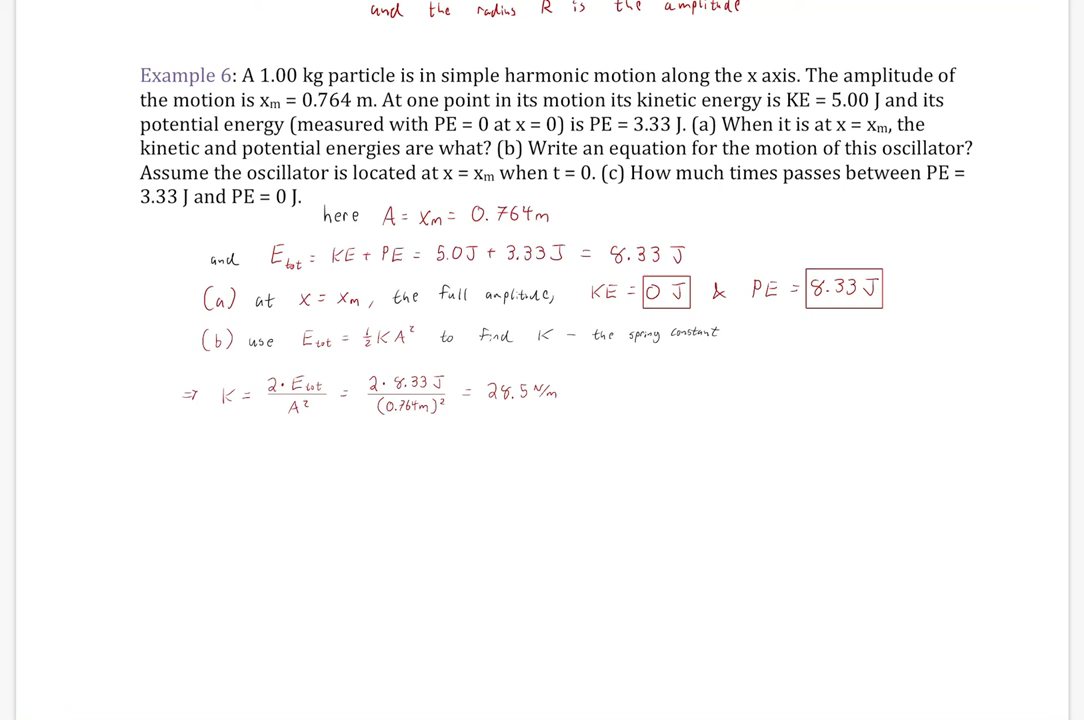 and the radius R is the amplitude
Example 6: A 1.00 kg particle is in simple harmonic motion along the x axis. The amplitude of
the motion is xm = 0.764 m. At one point in its motion its kinetic energy is KE = 5.00 J and its
potential energy (measured with PE = 0 at x = 0) is PE = 3.33 J. (a) When it is at x = xm, the
kinetic and potential energies are what? (b) Write an equation for the motion of this oscillator?
Assume the oscillator is located at x = xm when t = 0. (c) How much times passes between PE =
3.33 J and PE = 0 J.
here A = xm = 0.764m
and Etot = KE + PE = 5.0J + 3.33J = 8.33 J
(a) at x = xm, the full amplitude, KE = 0 J & PE = 8.33 J
(b) use Etot = ½KA² to find K – the spring constant
⇒ K = 2·Etot/A² = 2·8.33 J/(0.764m)² = 28.5 N/m